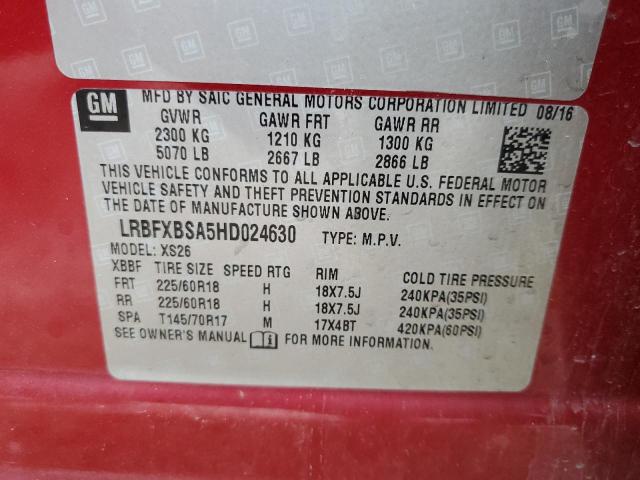 GM
MFD BY SAIC GENERAL MOTORS CORPORATION LIMITED 08/16
GVWR GAWR FRT GAWR RR
2300 KG 1210 KG 1300 KG
5070 LB 2667 LB 2866 LB
THIS VEHICLE CONFORMS TO ALL APPLICABLE U.S. FEDERAL MOTOR
VEHICLE SAFETY AND THEFT PREVENTION STANDARDS IN EFFECT ON
THE DATE OF MANUFACTURE SHOWN ABOVE.
LRBFXBSA5HD024630 TYPE: M.P.V.
MODEL: XS26
XBBF TIRE SIZE SPEED RTG RIM COLD TIRE PRESSURE
FRT 225/60R18 H 18X7.5J 240KPA(35PSI)
RR 225/60R18 H 18X7.5J 240KPA(35PSI)
SPA T145/70R17 M 17X4BT 420KPA(60PSI)
SEE OWNER'S MANUAL FOR MORE INFORMATION.